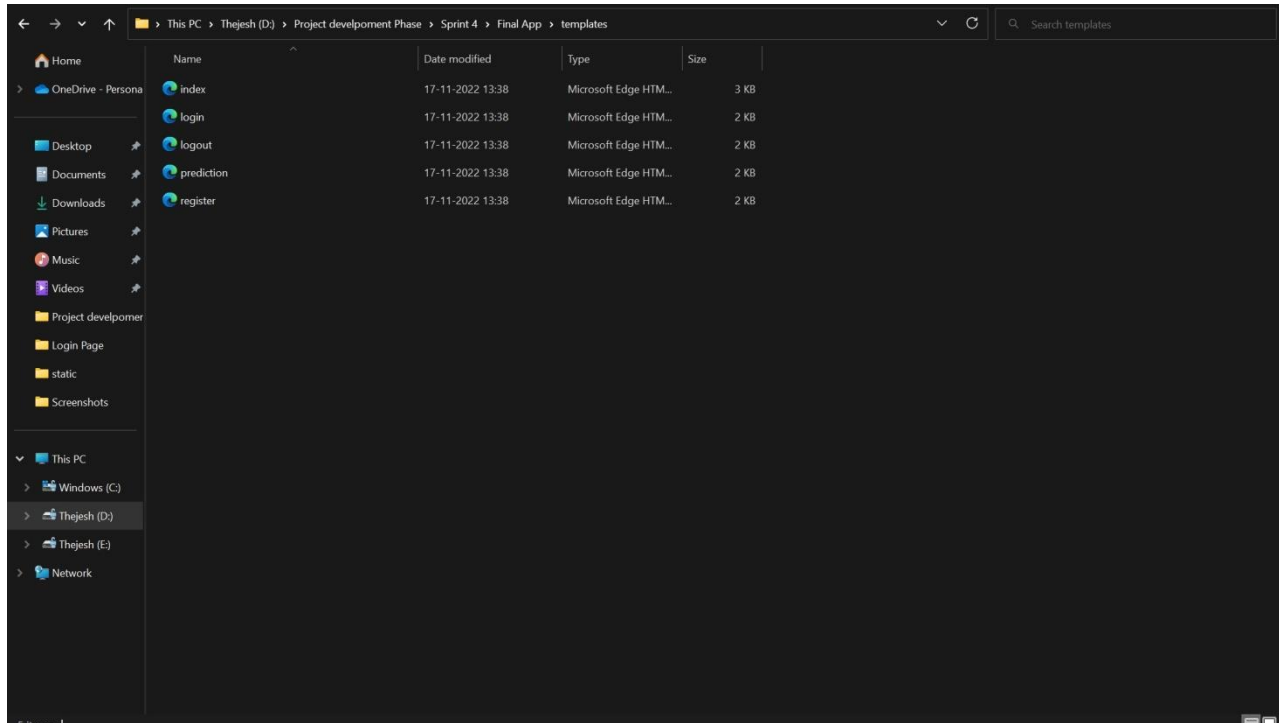 This PC > Thejesh (D:) > Project develpoment Phase > Sprint 4 > Final App > templates
Search templates
Home
OneDrive - Persona
Desktop
Documents
Downloads
Pictures
Music
Videos
Project develpomer
Login Page
static
Screenshots
This PC
Windows (C:)
Thejesh (D:)
Thejesh (E:)
Network
Name Date modified Type Size
index 17-11-2022 13:38 Microsoft Edge HTM... 3 KB
login 17-11-2022 13:38 Microsoft Edge HTM... 2 KB
logout 17-11-2022 13:38 Microsoft Edge HTM... 2 KB
prediction 17-11-2022 13:38 Microsoft Edge HTM... 2 KB
register 17-11-2022 13:38 Microsoft Edge HTM... 2 KB